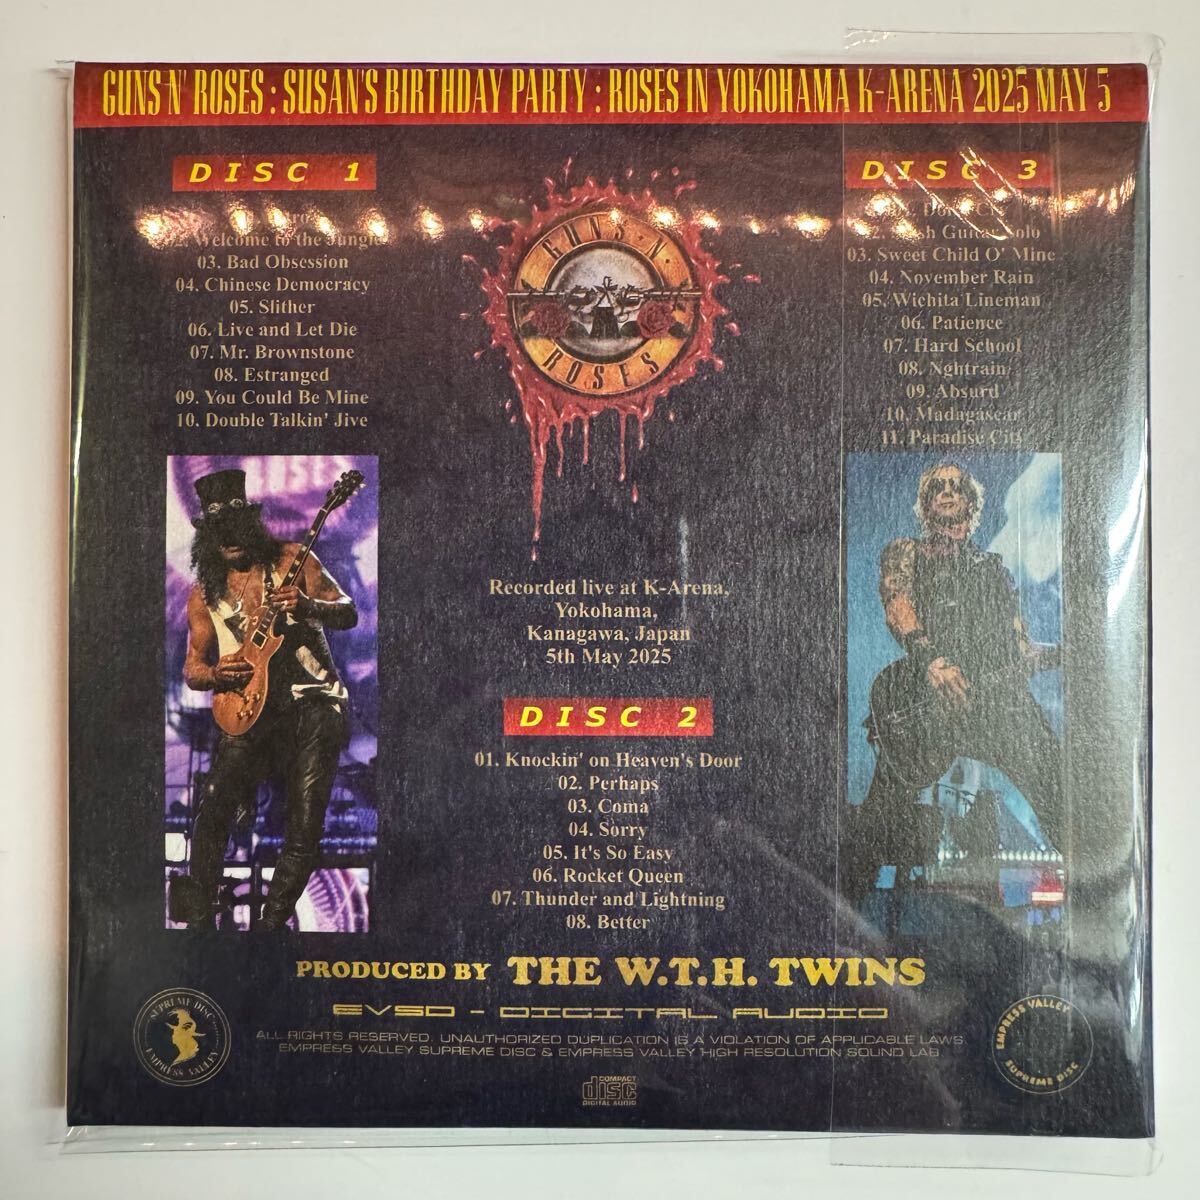 GUNS N' ROSES : SUSAN'S BIRTHDAY PARTY : ROSES IN YOKOHAMA K-ARENA 2025 MAY 5
DISC 1
02. Welcome to the Jungle
03. Bad Obsession
04. Chinese Democracy
05. Slither
06. Live and Let Die
07. Mr. Brownstone
08. Estranged
09. You Could Be Mine
10. Double Talkin' Jive
GUNS N' ROSES
DISC 3
02. Slash Guitar Solo
03. Sweet Child O' Mine
04. November Rain
05. Wichita Lineman
06. Patience
07. Hard School
08. Nghtrain
09. Absurd
10. Madagascar
11. Paradise City
Recorded live at K-Arena,
Yokohama,
Kanagawa, Japan
5th May 2025
DISC 2
01. Knockin' on Heaven's Door
02. Perhaps
03. Coma
04. Sorry
05. It's So Easy
06. Rocket Queen
07. Thunder and Lightning
08. Better
PRODUCED BY THE W.T.H. TWINS
EVSD - DIGITAL AUDIO
ALL RIGHTS RESERVED. UNAUTHORIZED DUPLICATION IS A VIOLATION OF APPLICABLE LAWS
EMPRESS VALLEY SUPREME DISC & EMPRESS VALLEY HIGH RESOLUTION SOUND LAB
SUPREME DISC
EMPRESS VALLEY
EMPRESS VALLEY
SUPREME DISC
COMPACT
disc
DIGITAL AUDIO